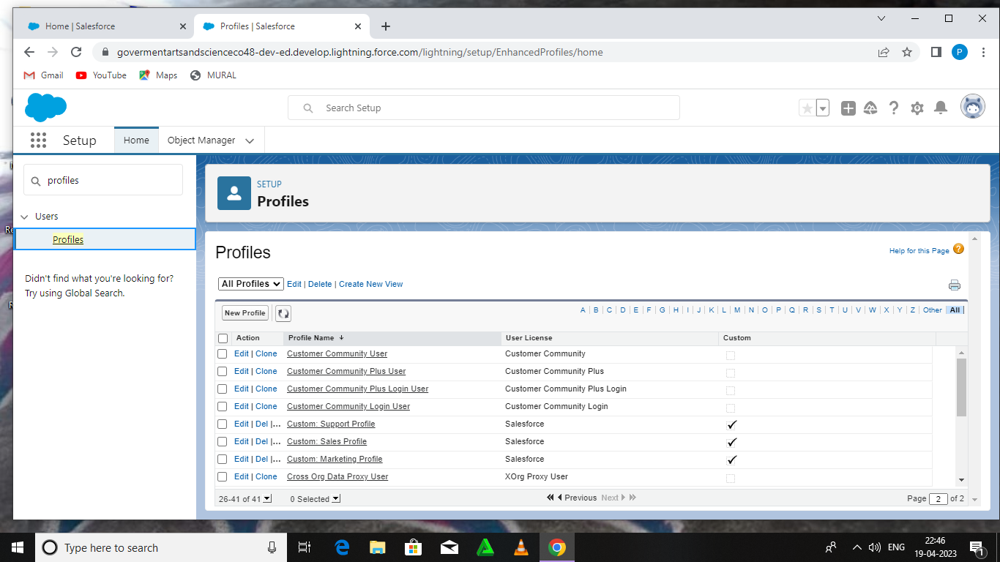 Home | Salesforce
Profiles | Salesforce
govermentartsandscienceco48-dev-ed.develop.lightning.force.com/lightning/setup/EnhancedProfiles/home
P
Gmail YouTube Maps MURAL
Search Setup
Setup Home Object Manager
profiles
Users
Profiles
Didn't find what you're looking for?
Try using Global Search.
SETUP
Profiles
Profiles
Help for this Page ?
All Profiles Edit | Delete | Create New View
New Profile
A | B | C | D | E | F | G | H | I | J | K | L | M | N | O | P | Q | R | S | T | U | V | W | X | Y | Z | Other | All
Action Profile Name User License Custom
Edit | Clone Customer Community User Customer Community
Edit | Clone Customer Community Plus User Customer Community Plus
Edit | Clone Customer Community Plus Login User Customer Community Plus Login
Edit | Clone Customer Community Login User Customer Community Login
Edit | Del |... Custom: Support Profile Salesforce
Edit | Del |... Custom: Sales Profile Salesforce
Edit | Del |... Custom: Marketing Profile Salesforce
Edit | Clone Cross Org Data Proxy User XOrg Proxy User
26-41 of 41 0 Selected Previous Next Page 2 of 2
Type here to search
ENG
22:46
19-04-2023
1